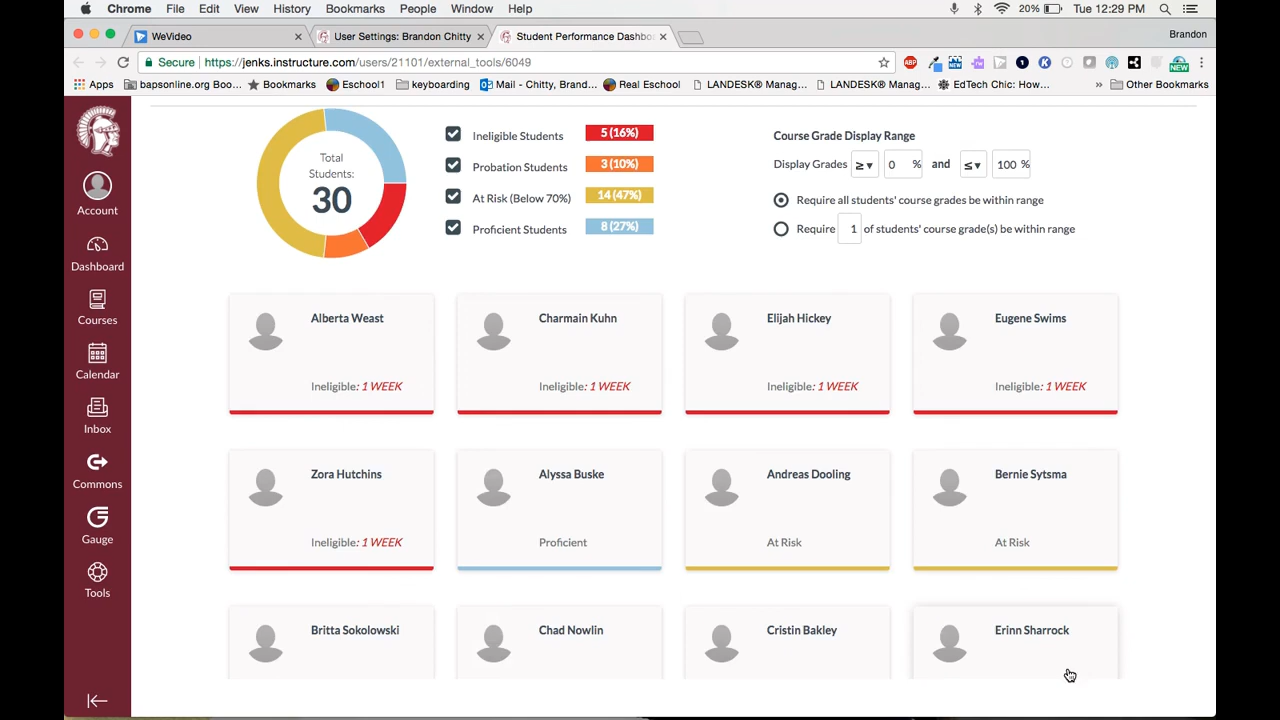 Chrome File Edit View History Bookmarks People Window Help 20% Tue 12:29 PM
WeVideo User Settings: Brandon Chitty Student Performance Dashbo Brandon
Secure https://jenks.instructure.com/users/21101/external_tools/6049 ABP NEW K NEW
Apps bapsonline.org Boo... Bookmarks Eschool1 keyboarding Mail - Chitty, Brand... Real Eschool LANDESK® Manag... LANDESK® Manag... EdTech Chic: How... » Other Bookmarks
Account
Dashboard
Courses
Calendar
Inbox
Commons
Gauge
Tools
Total
Students:
30
Ineligible Students 5 (16%)
Probation Students 3 (10%)
At Risk (Below 70%) 14 (47%)
Proficient Students 8 (27%)
Course Grade Display Range
Display Grades ≥▾ 0 % and ≤▾ 100 %
Require all students' course grades be within range
Require 1 of students' course grade(s) be within range
Alberta Weast
Ineligible: 1 WEEK
Charmain Kuhn
Ineligible: 1 WEEK
Elijah Hickey
Ineligible: 1 WEEK
Eugene Swims
Ineligible: 1 WEEK
Zora Hutchins
Ineligible: 1 WEEK
Alyssa Buske
Proficient
Andreas Dooling
At Risk
Bernie Sytsma
At Risk
Britta Sokolowski
Chad Nowlin
Cristin Bakley
Erinn Sharrock